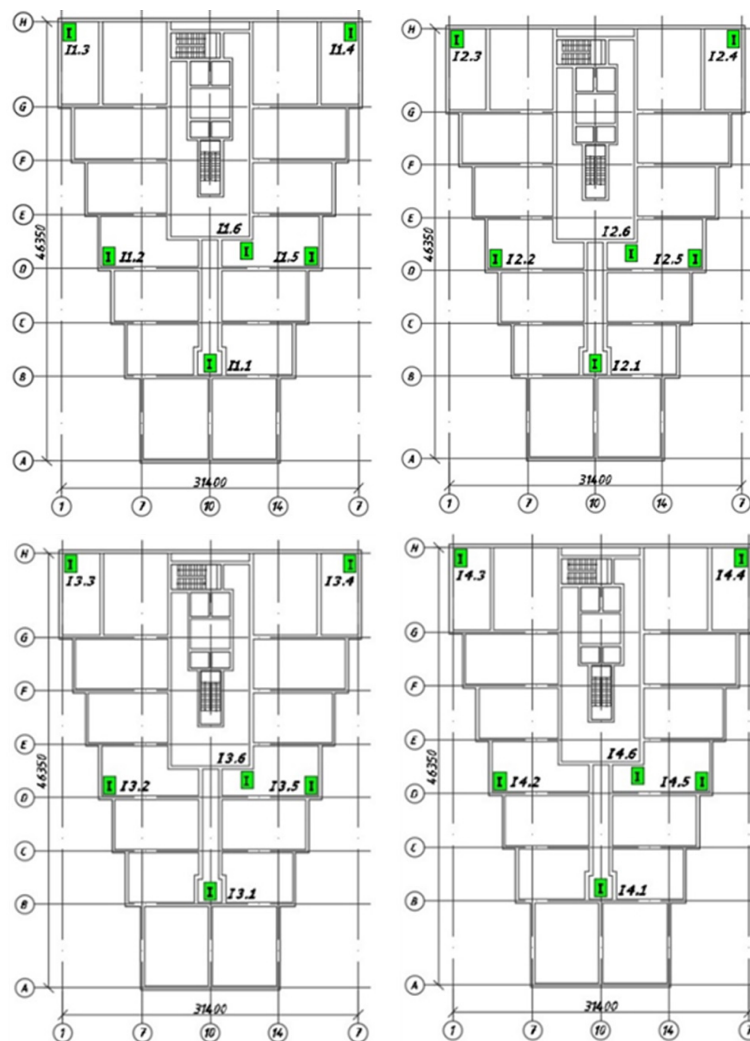 H
I1.3
I1.4
G
F
E
I1.6
46350
I1.2
I1.5
D
C
B
I1.1
A
31400
1
7
10
14
7
H
I2.3
I2.4
G
F
E
I2.6
46350
I2.2
I2.5
D
C
B
I2.1
A
31400
1
7
10
14
7
H
I3.3
I3.4
G
F
E
I3.6
46350
I3.2
I3.5
D
C
B
I3.1
A
31400
1
7
10
14
7
H
I4.3
I4.4
G
F
E
I4.6
46350
I4.2
I4.5
D
C
B
I4.1
A
31400
1
7
10
14
7